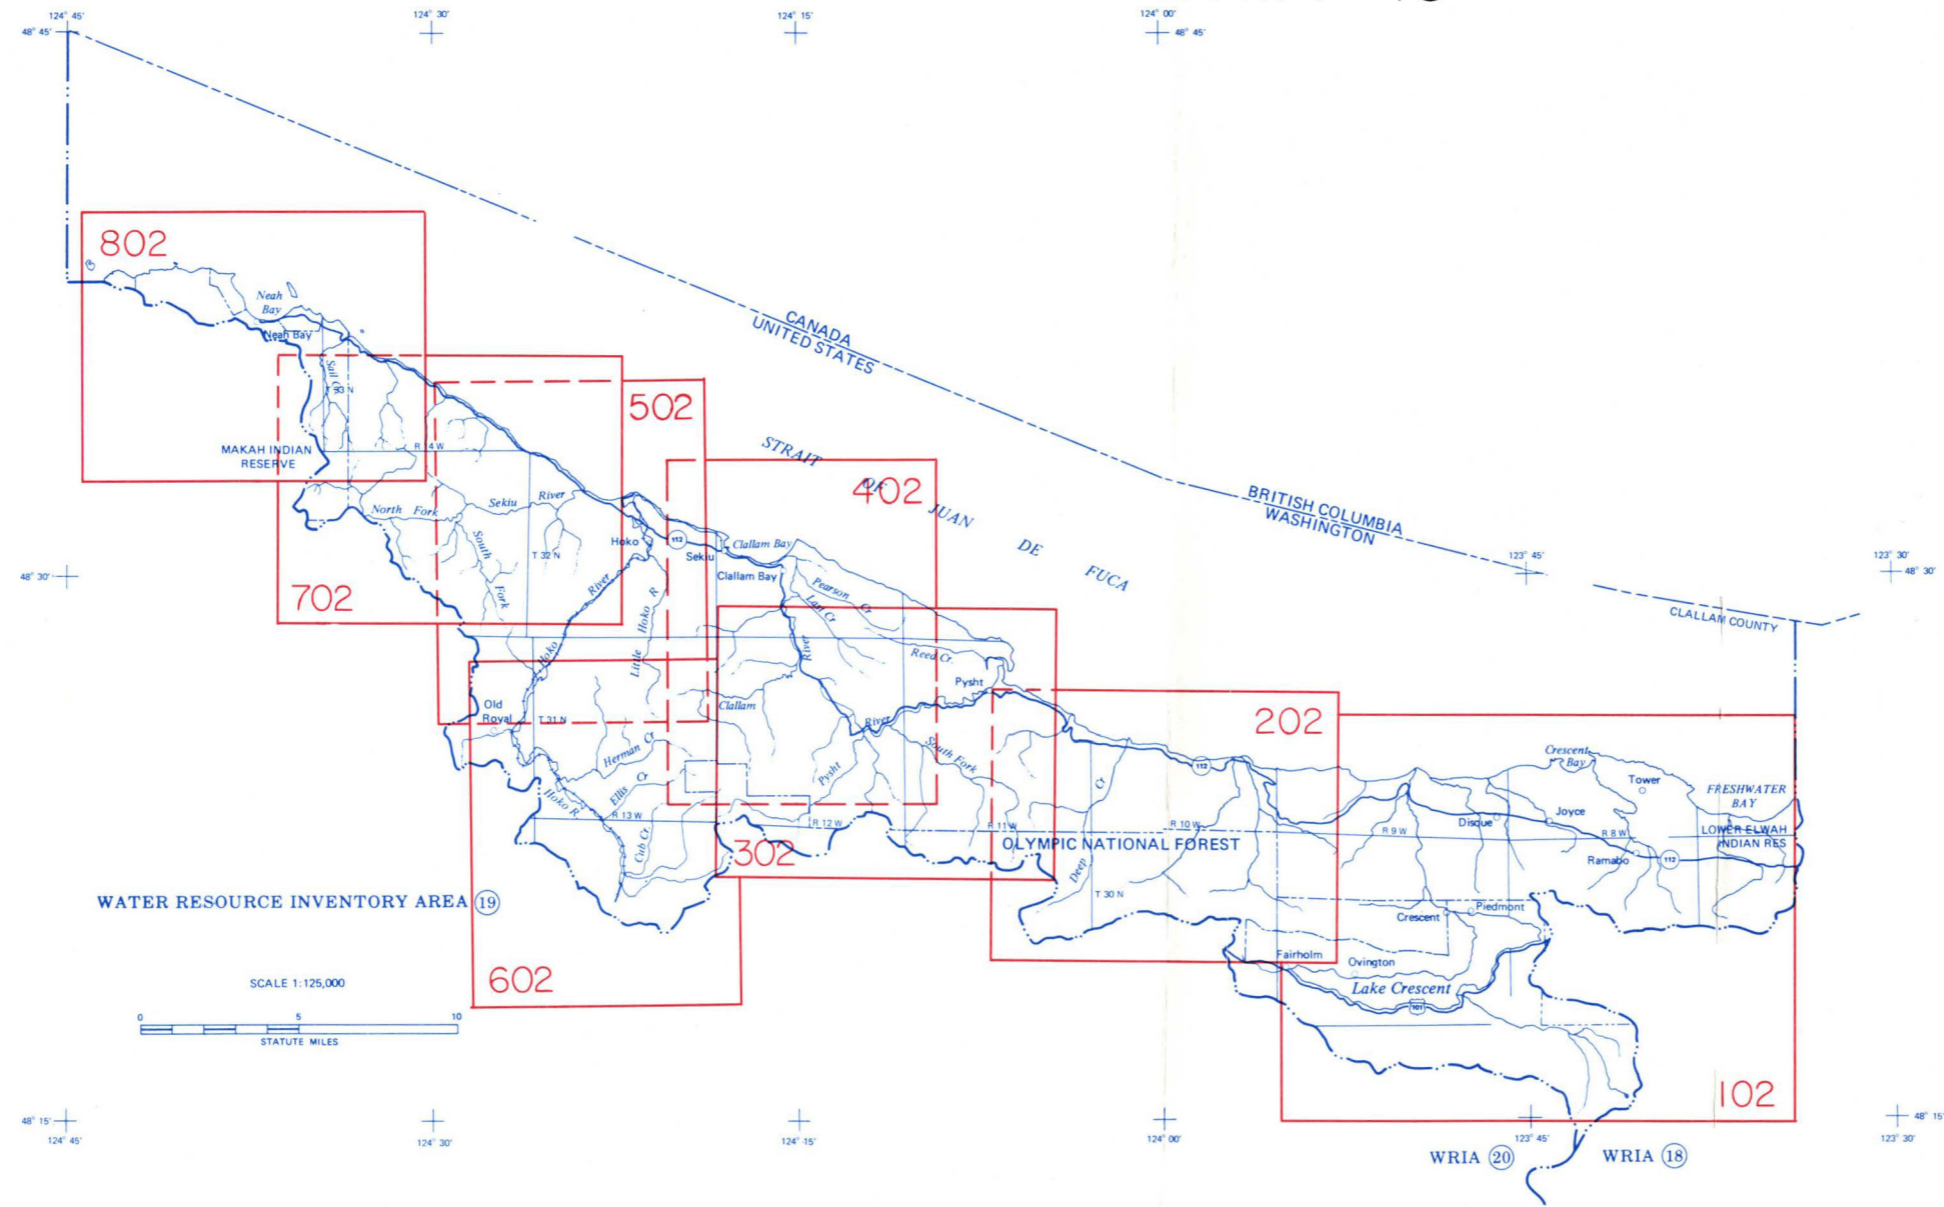 124° 45'
124° 30'
124° 15'
124° 00'
48° 45'
48° 45'
802
Neah
Bay
Neah Bay
Sail
T 33 N
CANADA
UNITED STATES
502
STRAIT
OF
JUAN
DE
FUCA
402
MAKAH INDIAN
RESERVE
R 14 W
North Fork
Sekiu River
South
Fork
T 32 N
BRITISH COLUMBIA
WASHINGTON
Hoko
112
Sekiu
Clallam Bay
Clallam Bay
123° 45'
123° 30'
48° 30'
48° 30'
702
River
Hoko
Little Hoko R
Pearson Cr
Last Cr
River
Reed Cr.
CLALLAM COUNTY
Pysht
Old
Royal
T 31 N
Clallam
River
202
Herman Cr
South Fork
Pysht
Ellis Cr
Hoko R.
Cub Cr.
R 13 W
R 12 W
R 11 W
R 10 W
R 9 W
R 8 W
112
Cr
Deep
Crescent
Bay
Tower
FRESHWATER
BAY
Joyce
Disque
LOWER ELWAH
INDIAN RES
Ramabo
112
302
OLYMPIC NATIONAL FOREST
T 30 N
WATER RESOURCE INVENTORY AREA 19
Crescent
Piedmont
Fairholm
Ovington
Lake Crescent
101
602
SCALE 1:125,000
0 5 10
STATUTE MILES
102
48° 15'
48° 15'
124° 45'
124° 30'
124° 15'
124° 00'
123° 45'
123° 30'
WRIA 20
WRIA 18